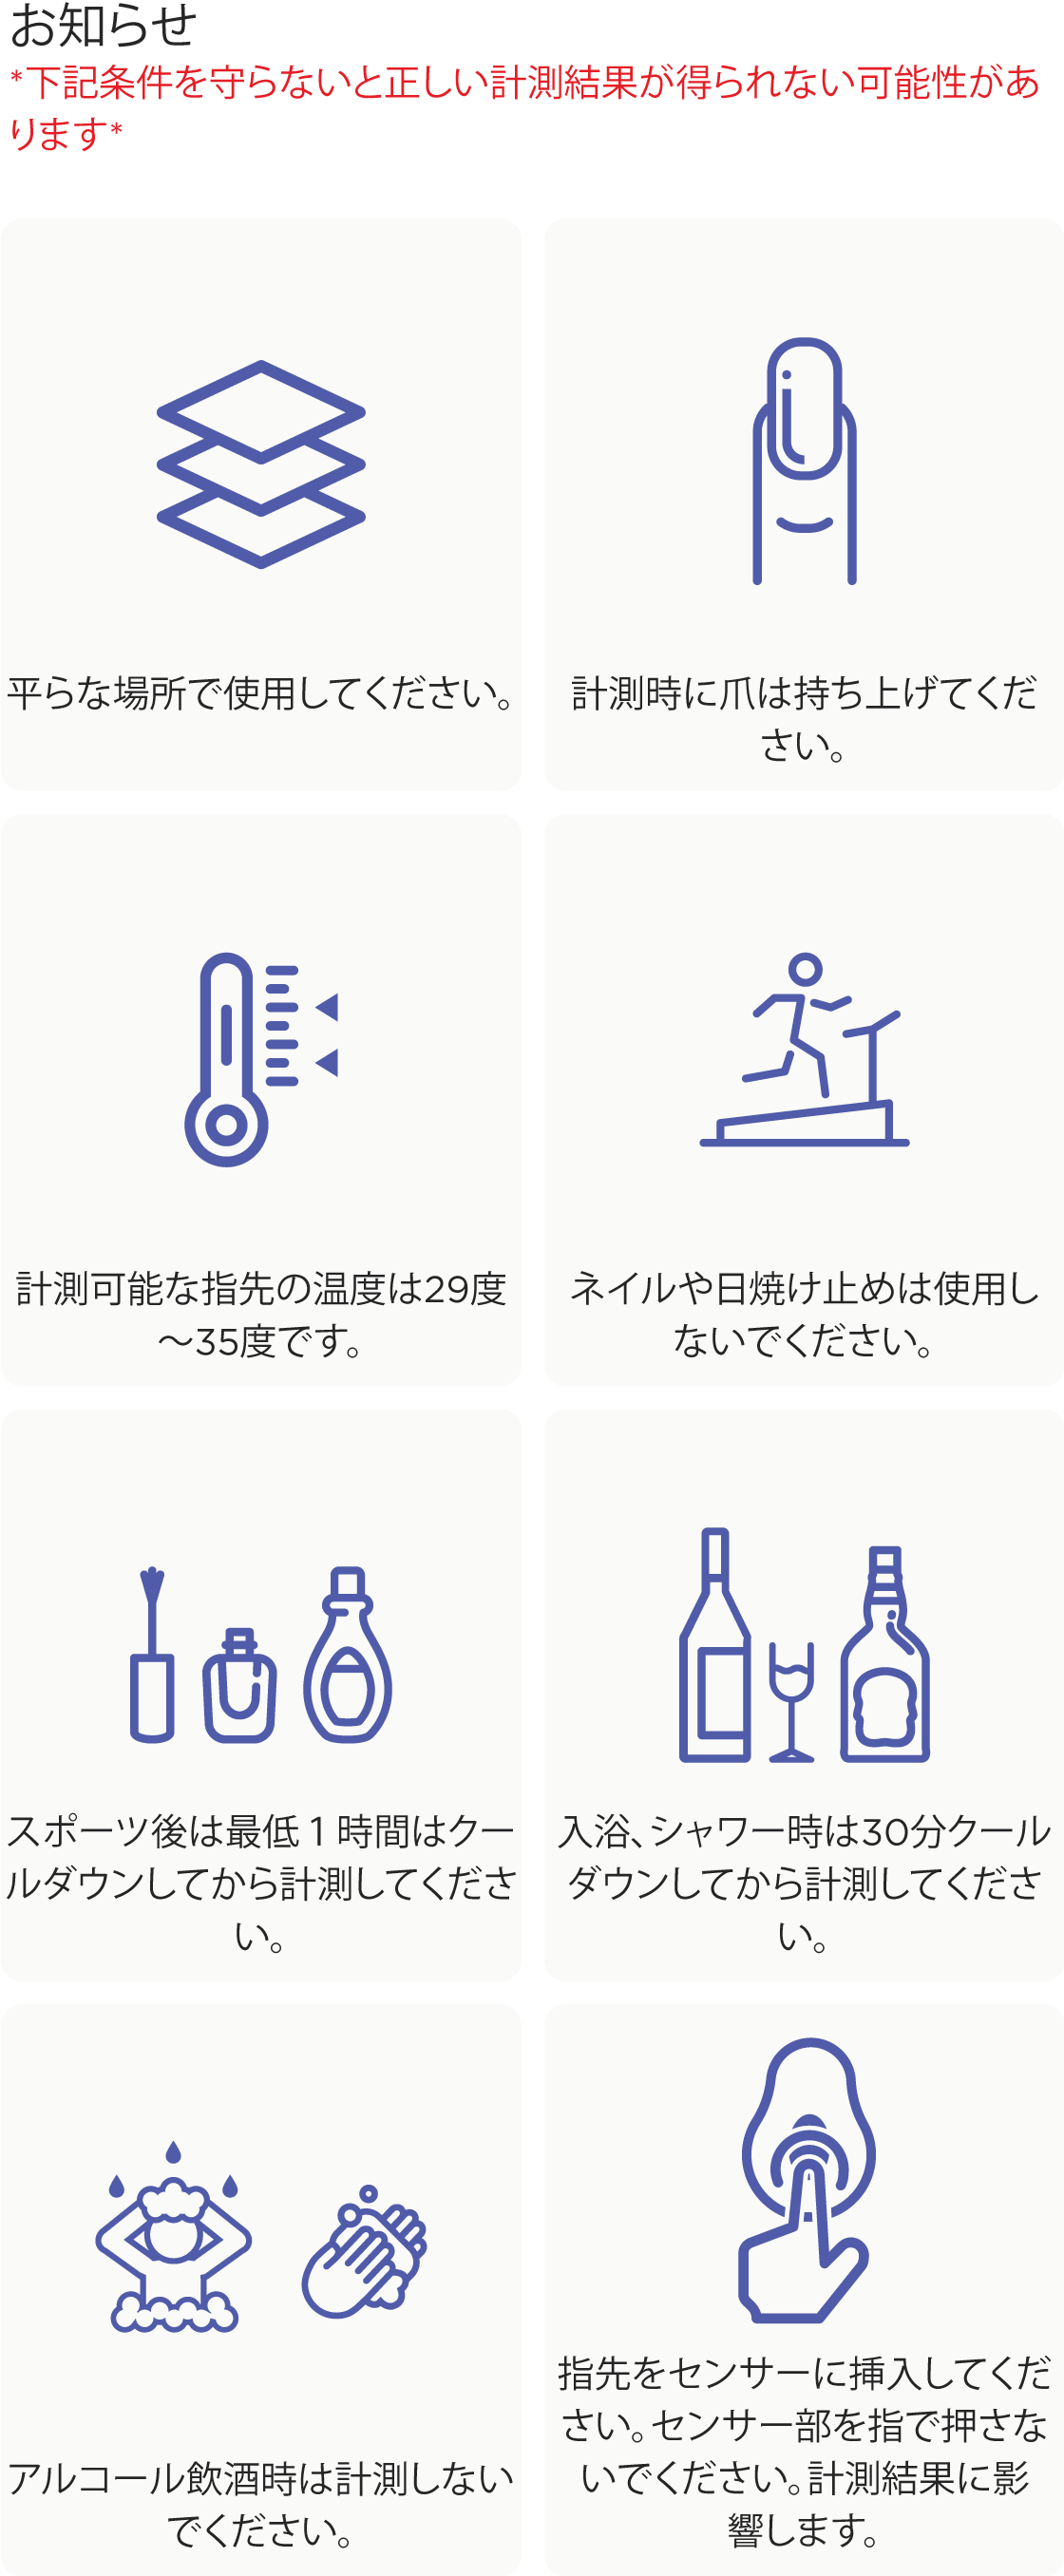 お知らせ
*下記条件を守らないと正しい計測結果が得られない可能性があ
ります*
平らな場所で使用してください。
計測時に爪は持ち上げてくだ
さい。
計測可能な指先の温度は29度
～35度です。
ネイルや日焼け止めは使用し
ないでください。
スポーツ後は最低１時間はクー
ルダウンしてから計測してくださ
い。
入浴、シャワー時は30分クール
ダウンしてから計測してくださ
い。
アルコール飲酒時は計測しない
でください。
指先をセンサーに挿入してくだ
さい。センサー部を指で押さな
いでください。計測結果に影
響します。